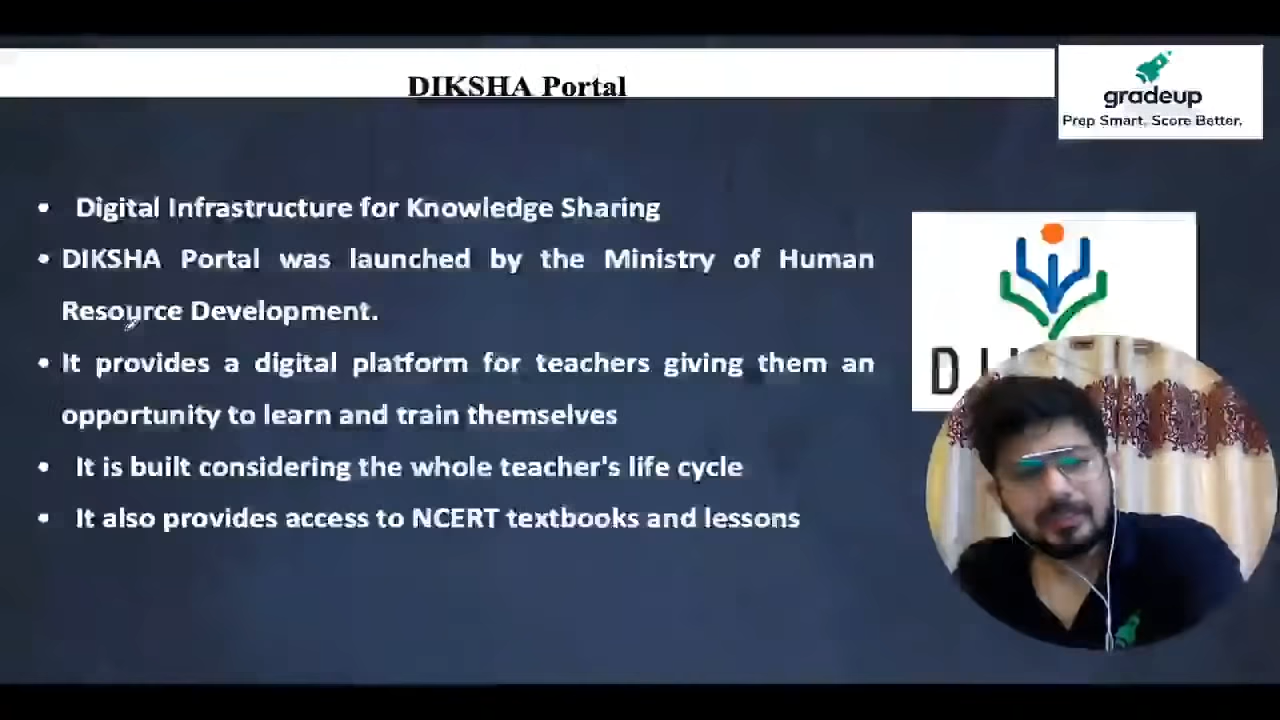 DIKSHA Portal
gradeup
Prep Smart. Score Better.
• Digital Infrastructure for Knowledge Sharing
• DIKSHA Portal was launched by the Ministry of Human
Resource Development.
• It provides a digital platform for teachers giving them an
opportunity to learn and train themselves
• It is built considering the whole teacher's life cycle
• It also provides access to NCERT textbooks and lessons